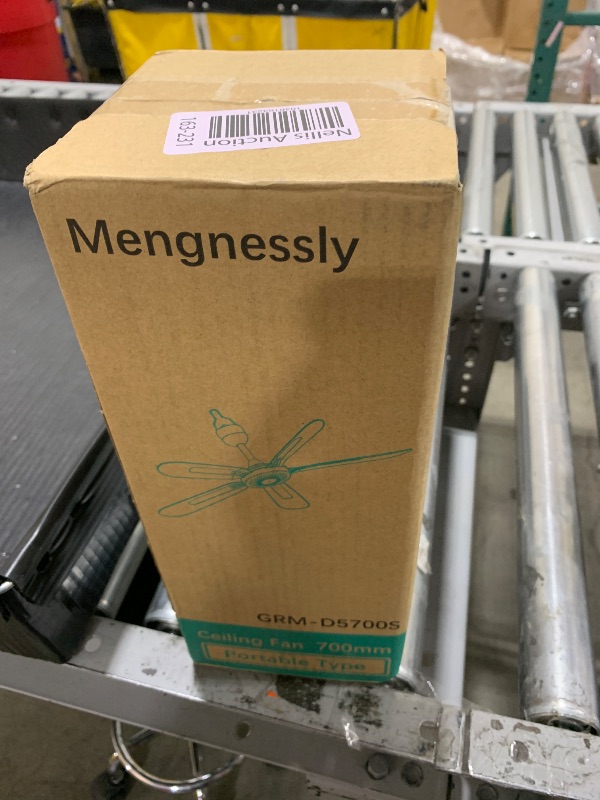 Nellis Auction
163-231
Mengnessly
GRM-D5700S
Ceiling Fan 700mm
Portable Type